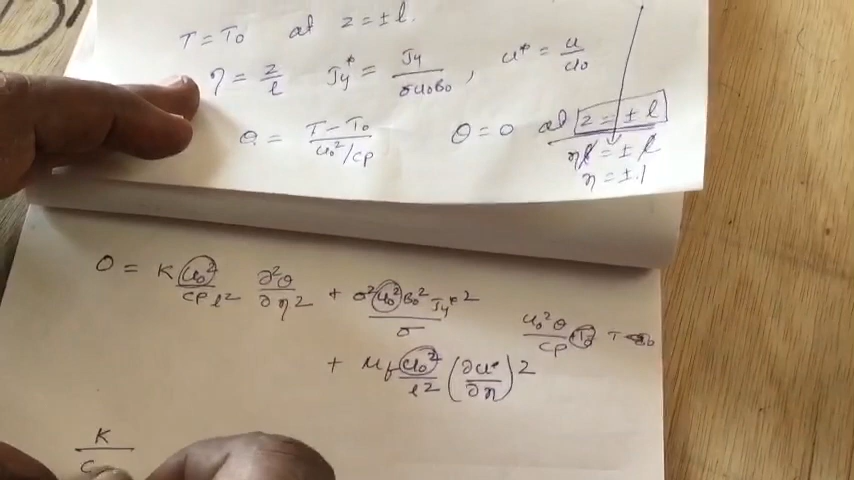 T = T₀ at z = ± l.
η = z/l Jy* = Jy/σu₀B₀ , u* = u/u₀
θ = T − T₀/u₀²/cp θ = 0 at z = ± l
ηl = ± l
η = ± 1
0 = K u₀²/cp l² ∂²θ/∂η² + σ² u₀² B₀² Jy*²/σ
u₀²θ/cp
+ μf u₀²/l² (∂u*/∂η)²
K/c